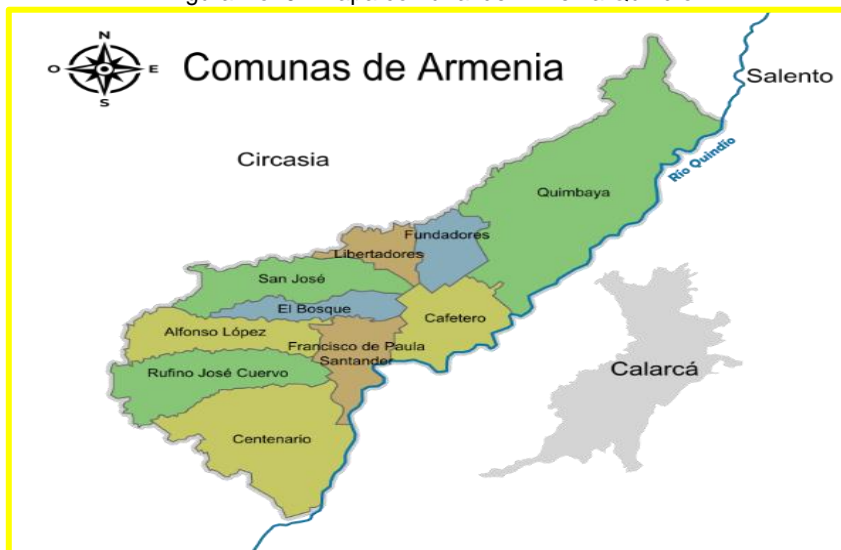 N
O E
S
Comunas de Armenia
Salento
Circasia
Río Quindío
Quimbaya
Fundadores
Libertadores
San José
El Bosque
Cafetero
Alfonso López
Francisco de Paula
Santander
Rufino José Cuervo
Calarcá
Centenario